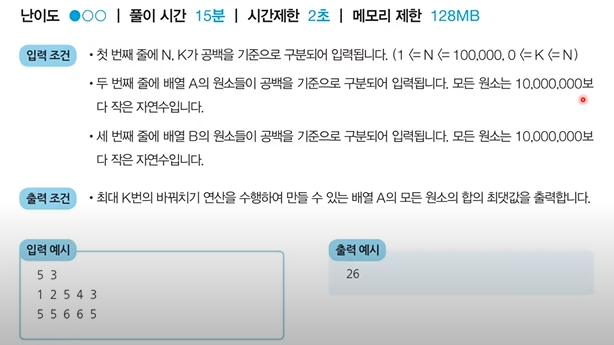 난이도 ●○○ | 풀이 시간 15분 | 시간제한 2초 | 메모리 제한 128MB
입력 조건
• 첫 번째 줄에 N, K가 공백을 기준으로 구분되어 입력됩니다. (1 <= N <= 100,000, 0 <= K <= N)
• 두 번째 줄에 배열 A의 원소들이 공백을 기준으로 구분되어 입력됩니다. 모든 원소는 10,000,000보
다 작은 자연수입니다.
• 세 번째 줄에 배열 B의 원소들이 공백을 기준으로 구분되어 입력됩니다. 모든 원소는 10,000,000보
다 작은 자연수입니다.
출력 조건
• 최대 K번의 바꿔치기 연산을 수행하여 만들 수 있는 배열 A의 모든 원소의 합의 최댓값을 출력합니다.
입력 예시
5 3
1 2 5 4 3
5 5 6 6 5
출력 예시
26